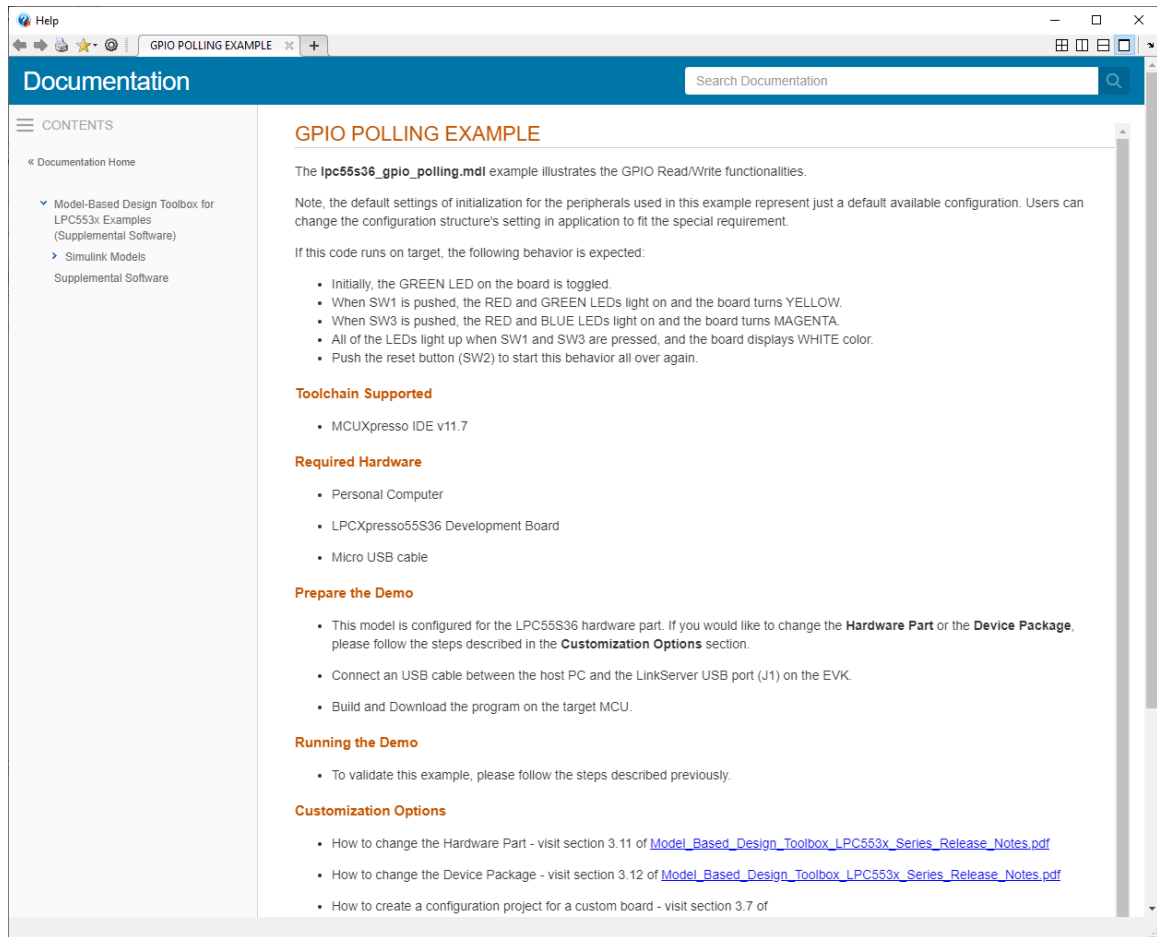 Help
GPIO POLLING EXAMPLE
Documentation
Search Documentation
CONTENTS
« Documentation Home
Model-Based Design Toolbox for
LPC553x Examples
(Supplemental Software)
Simulink Models
Supplemental Software
GPIO POLLING EXAMPLE
The lpc55s36_gpio_polling.mdl example illustrates the GPIO Read/Write functionalities.
Note, the default settings of initialization for the peripherals used in this example represent just a default available configuration. Users can
change the configuration structure's setting in application to fit the special requirement.
If this code runs on target, the following behavior is expected:
• Initially, the GREEN LED on the board is toggled.
• When SW1 is pushed, the RED and GREEN LEDs light on and the board turns YELLOW.
• When SW3 is pushed, the RED and BLUE LEDs light on and the board turns MAGENTA.
• All of the LEDs light up when SW1 and SW3 are pressed, and the board displays WHITE color.
• Push the reset button (SW2) to start this behavior all over again.
Toolchain Supported
• MCUXpresso IDE v11.7
Required Hardware
• Personal Computer
• LPCXpresso55S36 Development Board
• Micro USB cable
Prepare the Demo
• This model is configured for the LPC55S36 hardware part. If you would like to change the Hardware Part or the Device Package,
please follow the steps described in the Customization Options section.
• Connect an USB cable between the host PC and the LinkServer USB port (J1) on the EVK.
• Build and Download the program on the target MCU.
Running the Demo
• To validate this example, please follow the steps described previously.
Customization Options
• How to change the Hardware Part - visit section 3.11 of Model_Based_Design_Toolbox_LPC553x_Series_Release_Notes.pdf
• How to change the Device Package - visit section 3.12 of Model_Based_Design_Toolbox_LPC553x_Series_Release_Notes.pdf
• How to create a configuration project for a custom board - visit section 3.7 of